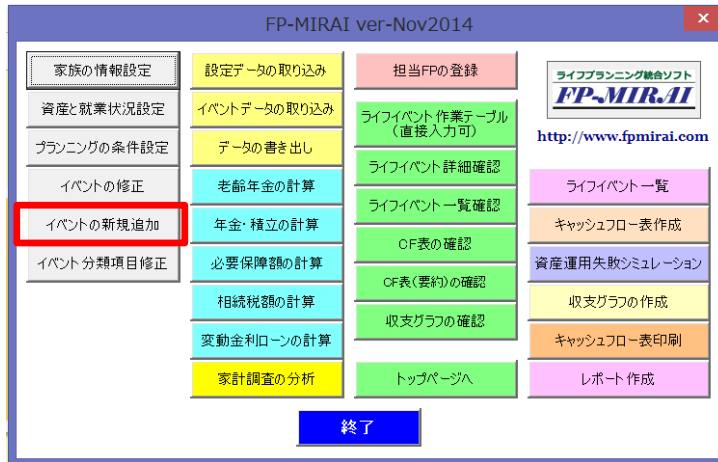 FP-MIRAI ver-Nov2014
×
家族の情報設定
資産と就業状況設定
プランニングの条件設定
イベントの修正
イベントの新規追加
イベント分類項目修正
設定データの取り込み
イベントデータの取り込み
データの書き出し
老齢年金の計算
年金・積立の計算
必要保障額の計算
相続税額の計算
変動金利ローンの計算
家計調査の分析
担当FPの登録
ライフイベント作業テーブル
(直接入力可)
ライフイベント詳細確認
ライフイベント一覧確認
CF表の確認
CF表(要約)の確認
収支グラフの確認
トップページへ
ライフプランニング統合ソフト
FP-MIRAI
http://www.fpmirai.com
ライフイベント一覧
キャッシュフロー表作成
資産運用失敗シミュレーション
収支グラフの作成
キャッシュフロー表印刷
レポート作成
終了